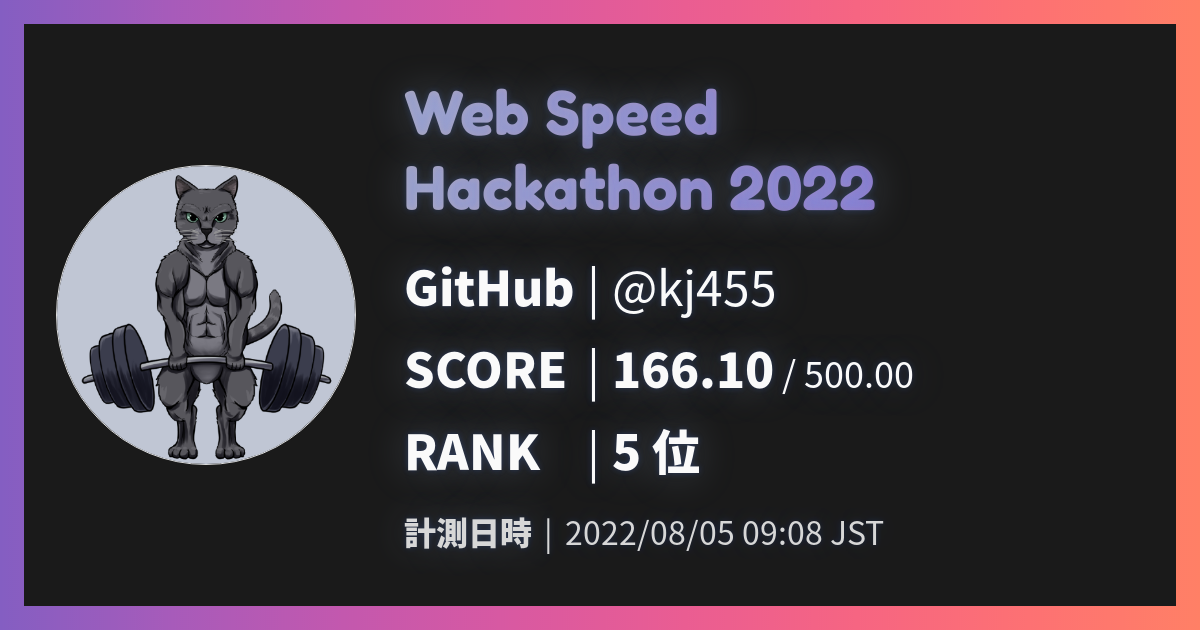 Web Speed
Hackathon 2022
GitHub | @kj455
SCORE | 166.10 / 500.00
RANK | 5 位
計測日時 | 2022/08/05 09:08 JST